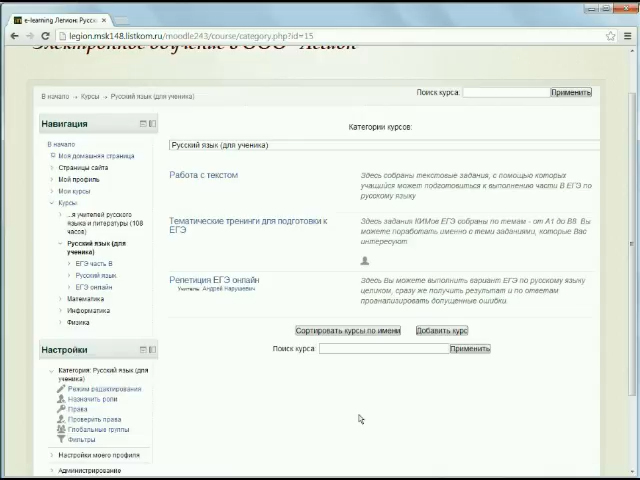 e-learning Легион: Русск
legion.msk148.listkom.ru/moodle243/course/category.php?id=15
Электронное обучение в ООО "Легион"
В начало → Курсы → Русский язык (для ученика)
Поиск курса:
Применить
Навигация
В начало
Моя домашняя страница
Страницы сайта
Мой профиль
Мои курсы
Курсы
...я учителей русского
языка и литературы (108
часов)
Русский язык (для
ученика)
ЕГЭ часть В
Русский язык
ЕГЭ онлайн
Математика
Информатика
Физика
Настройки
Категория: Русский язык (для
ученика)
Режим редактирования
Назначить роли
Права
Проверить права
Глобальные группы
Фильтры
Настройки моего профиля
Администрирование
Категории курсов:
Русский язык (для ученика)
Работа с текстом
Здесь собраны текстовые задания, с помощью которых
учащийся может подготовиться к выполнению части В ЕГЭ по
русскому языку
Тематические тренинги для подготовки к
ЕГЭ
Здесь задания КИМов ЕГЭ собраны по темам - от А1 до В8. Вы
можете поработать именно с теми заданиями, которые Вас
интересуют.
Репетиция ЕГЭ онлайн
Учитель: Андрей Нарушевич
Здесь Вы можете выполнить вариант ЕГЭ по русскому языку
целиком, сразу же получить результат и по ответам
проанализировать допущенные ошибки.
Сортировать курсы по имени
Добавить курс
Поиск курса:
Применить